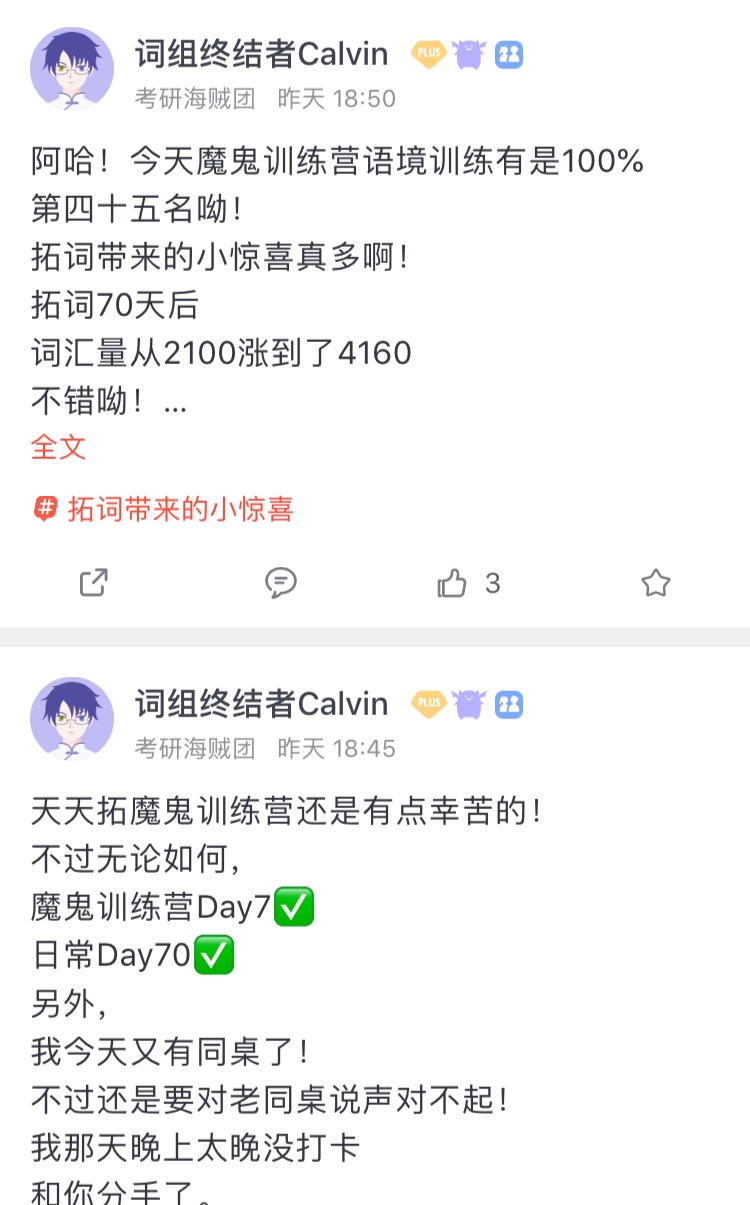 词组终结者Calvin PLUS
考研海贼团 昨天 18:50
阿哈！今天魔鬼训练营语境训练有是100%
第四十五名呦！
拓词带来的小惊喜真多啊！
拓词70天后
词汇量从2100涨到了4160
不错呦！...
全文
# 拓词带来的小惊喜
3
词组终结者Calvin PLUS
考研海贼团 昨天 18:45
天天拓魔鬼训练营还是有点幸苦的！
不过无论如何,
魔鬼训练营Day7✅
日常Day70✅
另外,
我今天又有同桌了！
不过还是要对老同桌说声对不起！
我那天晚上太晚没打卡
和你分手了。